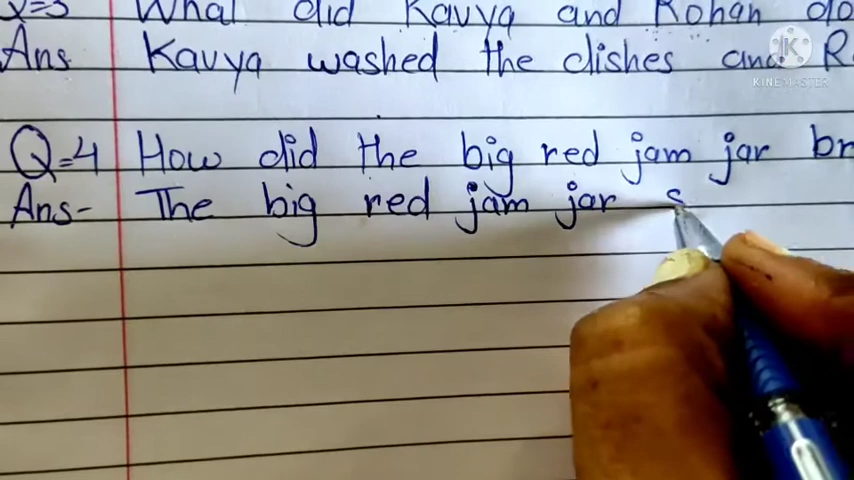 What did Kavya and Rohan do
Ans Kavya washed the dishes and
KINEMASTER
Q=4 How did the big red jam jar
Ans- The big red jam jar